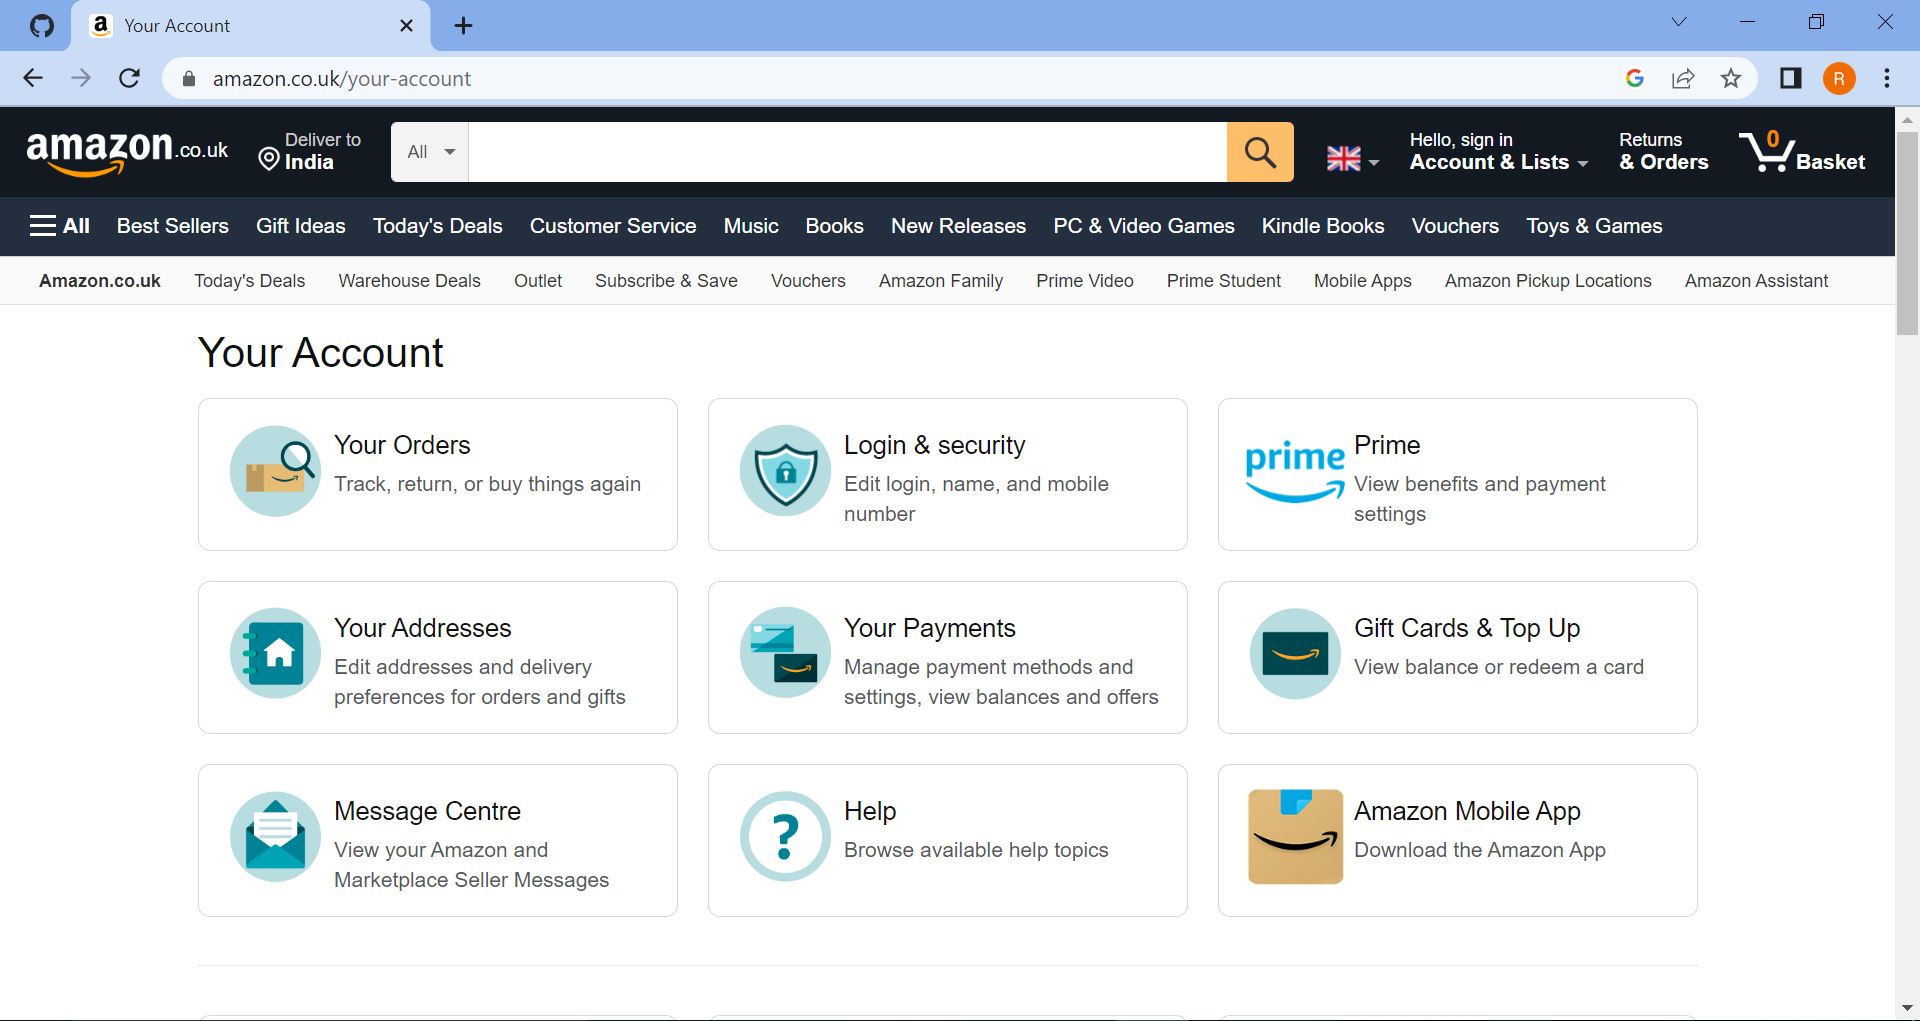 Your Account
amazon.co.uk/your-account
R
amazon.co.uk
Deliver to
India
All
Hello, sign in
Account & Lists
Returns
& Orders
0
Basket
All
Best Sellers
Gift Ideas
Today's Deals
Customer Service
Music
Books
New Releases
PC & Video Games
Kindle Books
Vouchers
Toys & Games
Amazon.co.uk
Today's Deals
Warehouse Deals
Outlet
Subscribe & Save
Vouchers
Amazon Family
Prime Video
Prime Student
Mobile Apps
Amazon Pickup Locations
Amazon Assistant
Your Account
Your Orders
Track, return, or buy things again
Login & security
Edit login, name, and mobile
number
prime
Prime
View benefits and payment
settings
Your Addresses
Edit addresses and delivery
preferences for orders and gifts
Your Payments
Manage payment methods and
settings, view balances and offers
Gift Cards & Top Up
View balance or redeem a card
Message Centre
View your Amazon and
Marketplace Seller Messages
?
Help
Browse available help topics
Amazon Mobile App
Download the Amazon App